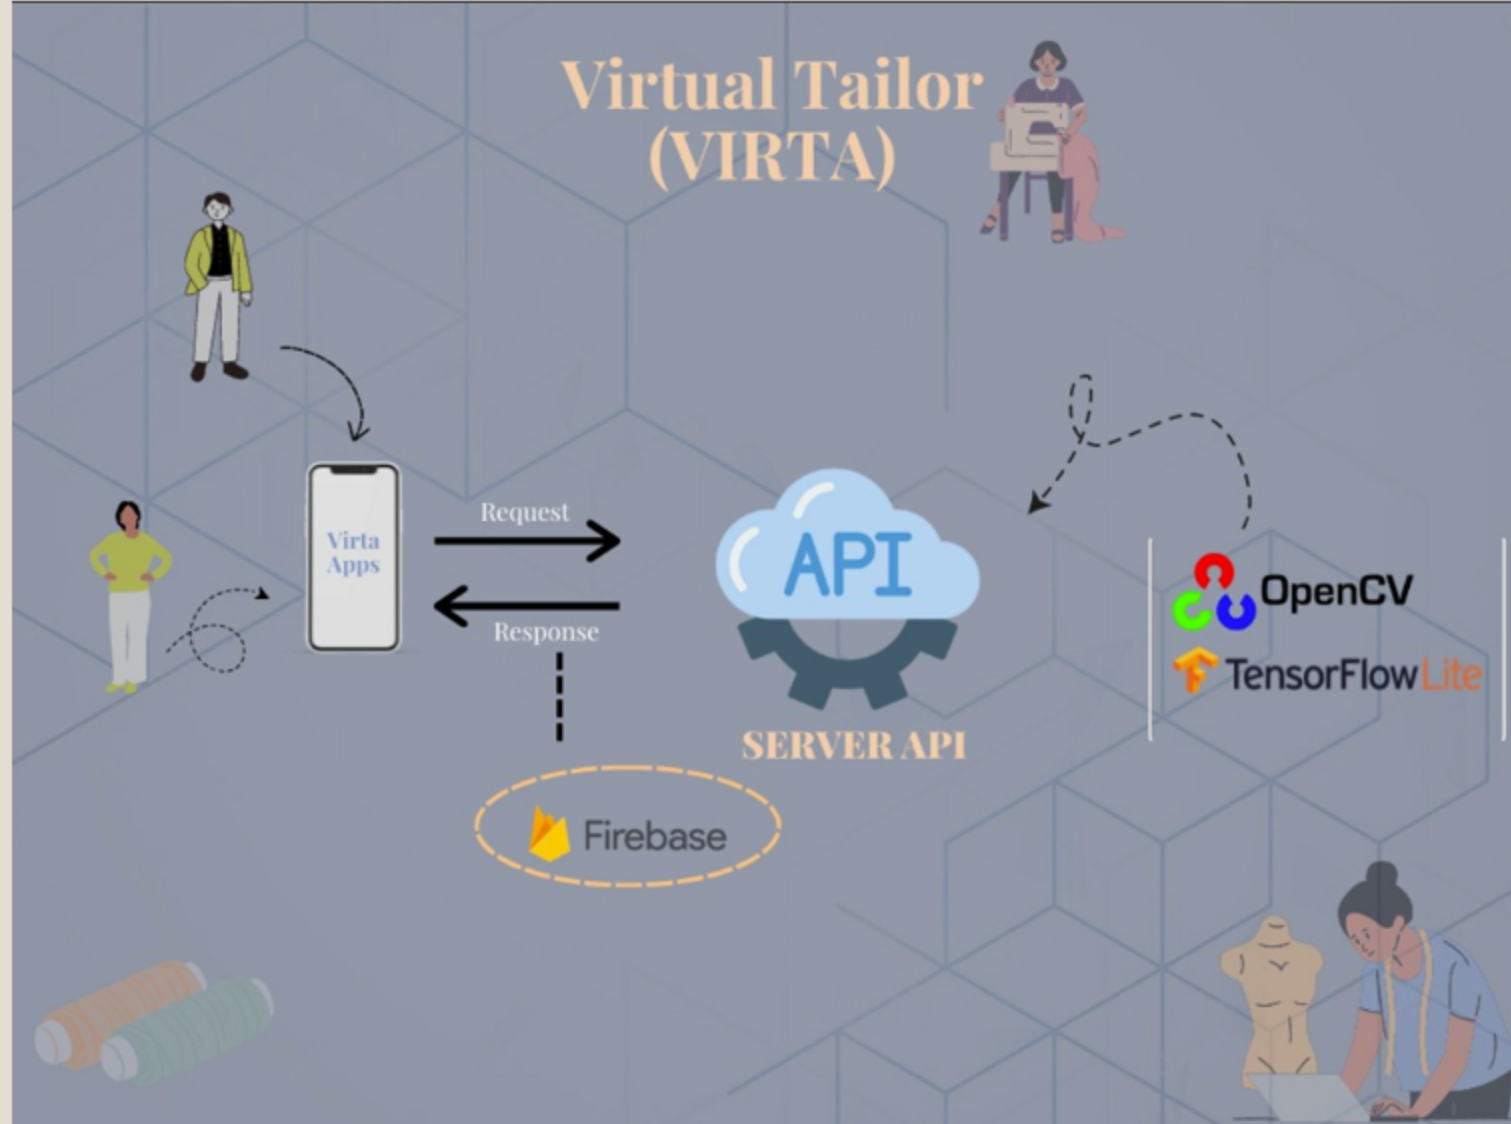 Virtual Tailor
(VIRTA)
Virta
Apps
Request
Response
API
SERVER API
OpenCV
TensorFlow Lite
Firebase